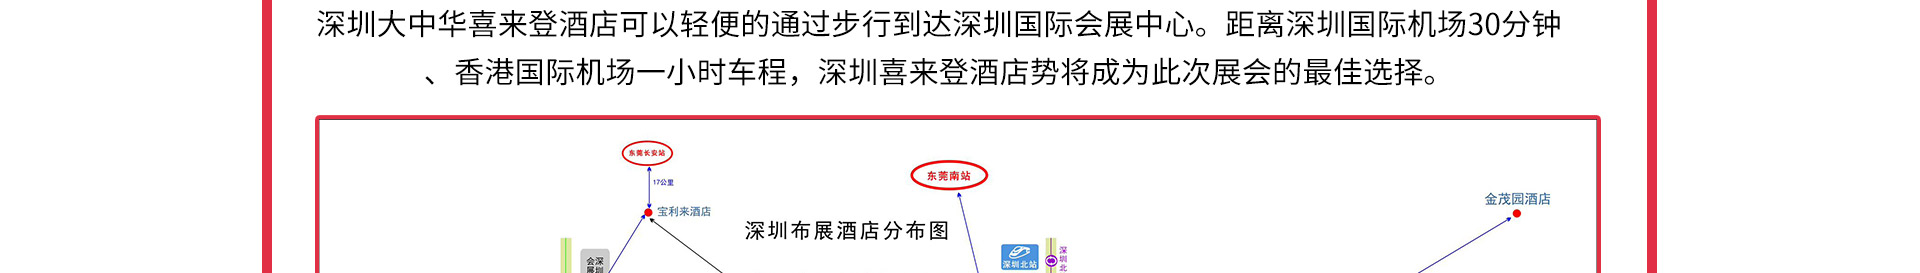 深圳大中华喜来登酒店可以轻便的通过步行到达深圳国际会展中心。距离深圳国际机场30分钟
、香港国际机场一小时车程，深圳喜来登酒店势将成为此次展会的最佳选择。
东莞长安站
17公里
东莞南站
金茂园酒店
宝利来酒店
深圳布展酒店分布图
深圳北站
深圳北
深圳
会展